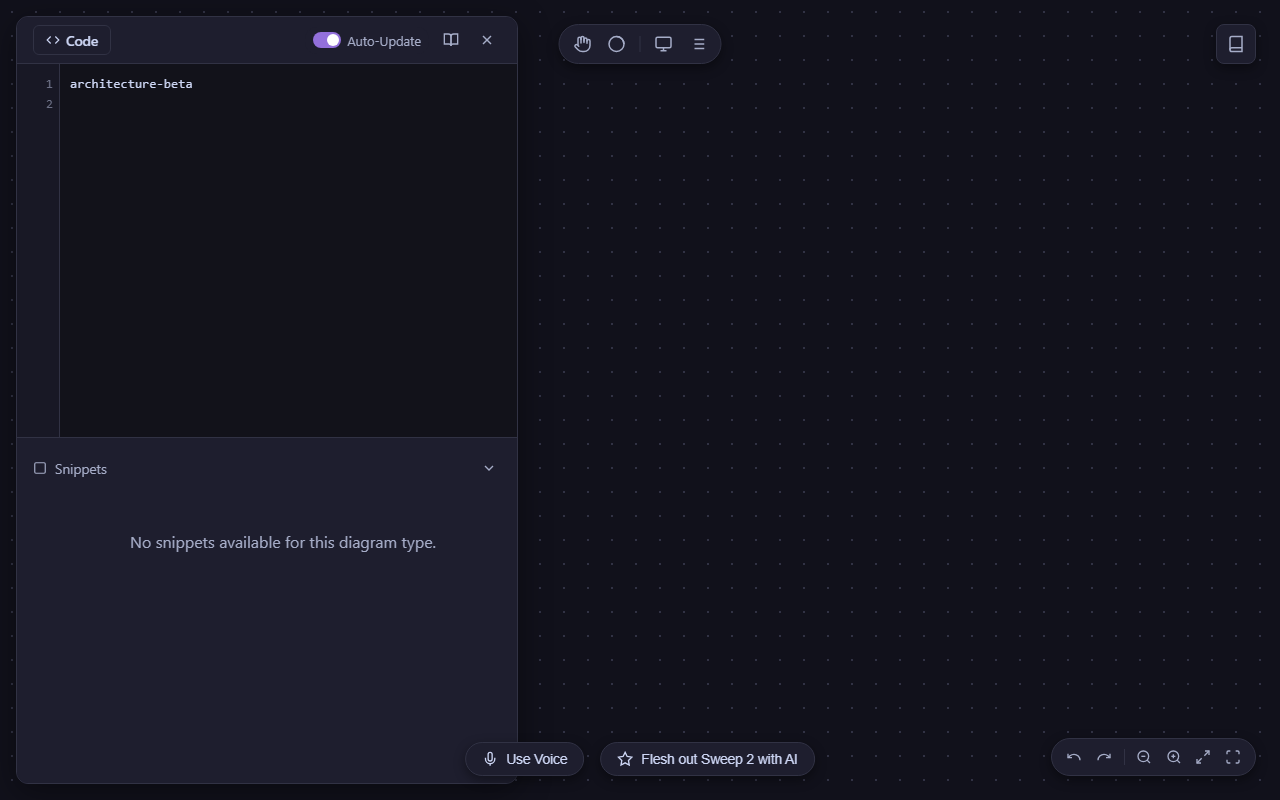 Code
Auto-Update
1
architecture-beta
2
Snippets
No snippets available for this diagram type.
Use Voice
Flesh out Sweep 2 with AI